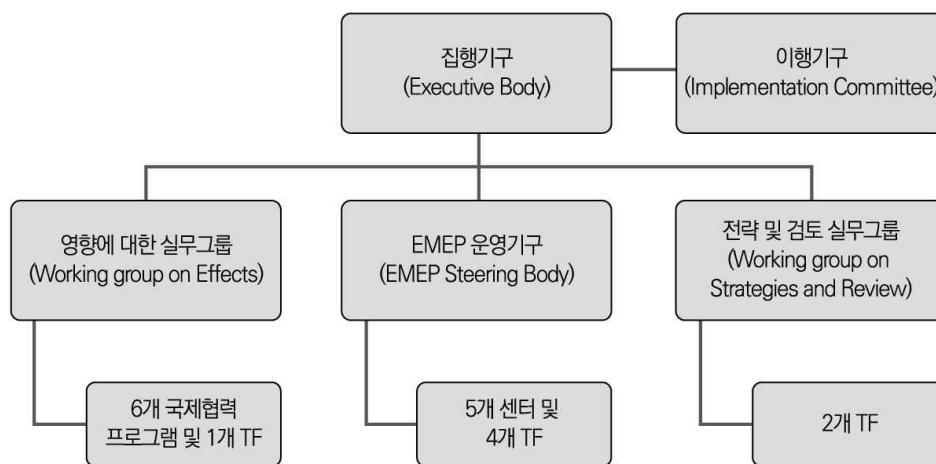 집행기구
(Executive Body)
이행기구
(Implementation Committee)
영향에 대한 실무그룹
(Working group on Effects)
EMEP 운영기구
(EMEP Steering Body)
전략 및 검토 실무그룹
(Working group on
Strategies and Review)
6개 국제협력
프로그램 및 1개 TF
5개 센터 및
4개 TF
2개 TF